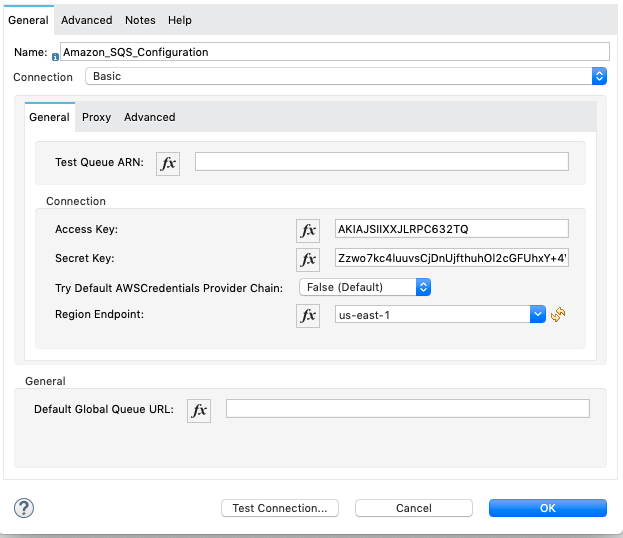 General Advanced Notes Help
Name: Amazon_SQS_Configuration
Connection Basic
General Proxy Advanced
Test Queue ARN: fx
Connection
Access Key: fx AKIAJSIIXXJLRPC632TQ
Secret Key: fx
Try Default AWSCredentials Provider Chain: False (Default)
Region Endpoint: fx us-east-1
General
Default Global Queue URL: fx
? Test Connection... Cancel OK